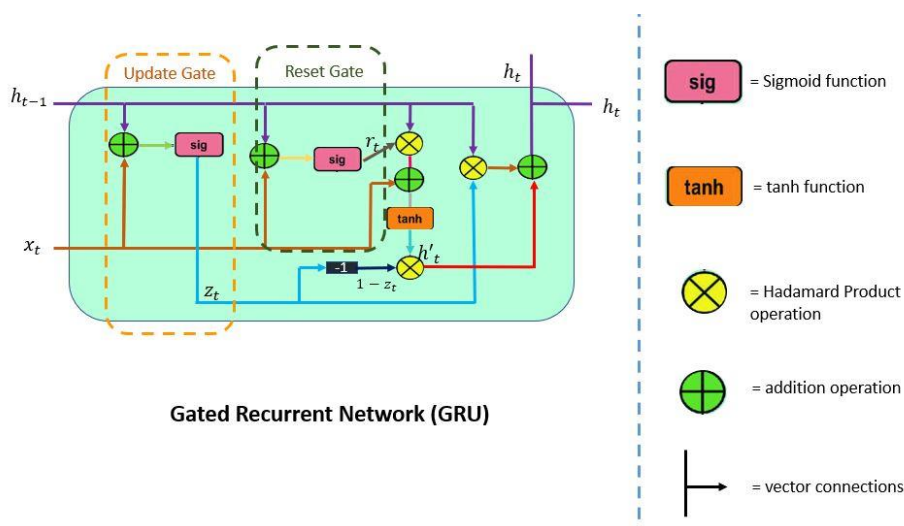 Update Gate
Reset Gate
h_t
h_{t-1}
h_t
r_t
sig
sig
tanh
x_t
h'_t
-1
1 − z_t
z_t
Gated Recurrent Network (GRU)
sig = Sigmoid function
tanh = tanh function
= Hadamard Product
operation
= addition operation
= vector connections